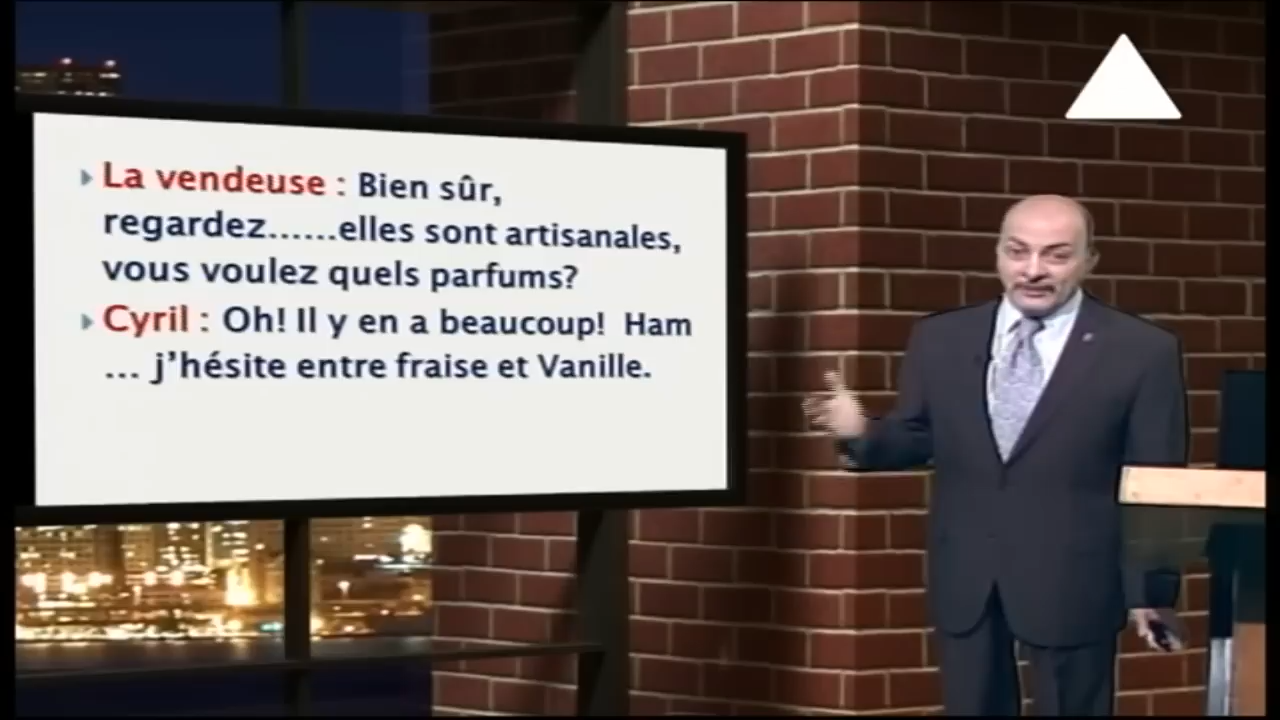 La vendeuse : Bien sûr,
regardez......elles sont artisanales,
vous voulez quels parfums?
Cyril : Oh! Il y en a beaucoup! Ham
... j'hésite entre fraise et Vanille.